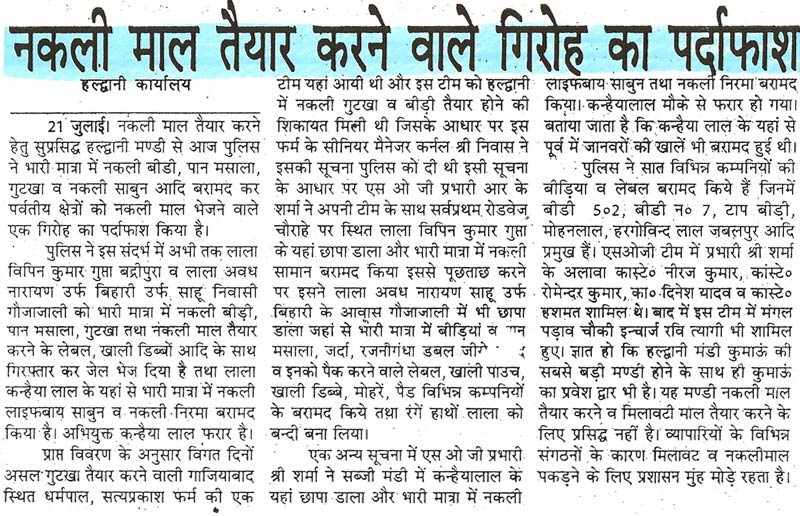 नकली माल तैयार करने वाले गिरोह का पर्दाफाश
हल्द्वानी कार्यालय
21 जुलाई। नकली माल तैयार करने
हेतु सुप्रसिद्ध हल्द्वानी मण्डी से आज पुलिस
ने भारी मात्रा में नकली बीडी, पान मसाला,
गुटखा व नकली साबुन आदि बरामद कर
पर्वतीय क्षेत्रों को नकली माल भेजने वाले
एक गिरोह का पर्दाफाश किया है।
पुलिस ने इस संदर्भ में अभी तक लाला
विपिन कुमार गुप्ता बद्रीपुरा व लाला अवध
नारायण उर्फ बिहारी उर्फ साहू निवासी
गौजाजाली को भारी मात्रा में नकली बीड़ी,
पान मसाला, गुटखा तथा नकली माल तैयार
करने के लेबल, खाली डिब्बों आदि के साथ
गिरफ्तार कर जेल भेज दिया है तथा लाला
कन्हैया लाल के यहां से भारी मात्रा में नकली
लाइफबाय साबुन व नकली निरमा बरामद
किया है। अभियुक्त कन्हैया लाल फरार है।
प्राप्त विवरण के अनुसार विगत दिनों
असल गुटखा तैयार करने वाली गाजियाबाद
स्थित धर्मपाल, सत्यप्रकाश फर्म की एक
टीम यहां आयी थी और इस टीम को हल्द्वानी
में नकली गुटखा व बीड़ी तैयार होने की
शिकायत मिली थी जिसके आधार पर इस
फर्म के सीनियर मैनेजर कर्नल श्री निवास ने
इसकी सूचना पुलिस को दी थी इसी सूचना
के आधार पर एस ओ जी प्रभारी आर के
शर्मा ने अपनी टीम के साथ सर्वप्रथम रोडवेज
चौराहे पर स्थित लाला विपिन कुमार गुप्ता
के यहां छापा डाला और भारी मात्रा में नकली
सामान बरामद किया इससे पूछताछ करने
पर इसने लाला अवध नारायण साहू उर्फ
बिहारी के आवास गौजाजाली में भी छापा
डाला जहां से भारी मात्रा में बीड़ियां व
मसाला, जर्दा, रजनीगंधा डबल
व इनको पैक करने वाले लेबल, खाली पाउच,
खाली डिब्बे, मोहरें, पैड विभिन्न कम्पनियों
के बरामद किये तथा रंगें हाथों लाला को
बन्दी बना लिया।
एक अन्य सूचना में एस ओ जी प्रभारी
श्री शर्मा ने सब्जी मंडी में कन्हैयालाल के
यहां छापा डाला और भारी मात्रा में नकली
लाइफबाय साबुन तथा नकली निरमा बरामद
किया। कन्हैयालाल मौके से फरार हो गया।
बताया जाता है कि कन्हैया लाल के यहां से
पूर्व में जानवरों की खालें भी बरामद हुई थी।
पुलिस ने सात विभिन्न कम्पनियों की
बीड़िया व लेबल बरामद किये हैं जिनमें
बीडी 5०2, बीडी न० 7, टाप बीड़ी,
मोहनलाल, हरगोविन्द लाल जबलपुर आदि
प्रमुख हैं। एसओजी टीम में प्रभारी श्री शर्मा
के अलावा कास्टे० नीरज कुमार, कांस्टे०
रोमेन्दर कुमार, का० दिनेश यादव व कांस्टे०
हशमत शामिल थे। बाद में इस टीम में मंगल
पड़ाव चौकी इन्चार्ज रवि त्यागी भी शामिल
हुए। ज्ञात हो कि हल्द्वानी मंडी कुमाऊं की
सबसे बड़ी मण्डी होने के साथ ही कुमाऊं
का प्रवेश द्वार भी है। यह मण्डी नकली माल
तैयार करने व मिलावटी माल तैयार करने के
लिए प्रसिद्ध नहीं है। व्यापारियों के विभिन्न
संगठनों के कारण मिलावट व नकलीमाल
पकड़ने के लिए प्रशासन मुंह मोड़े रहता है।